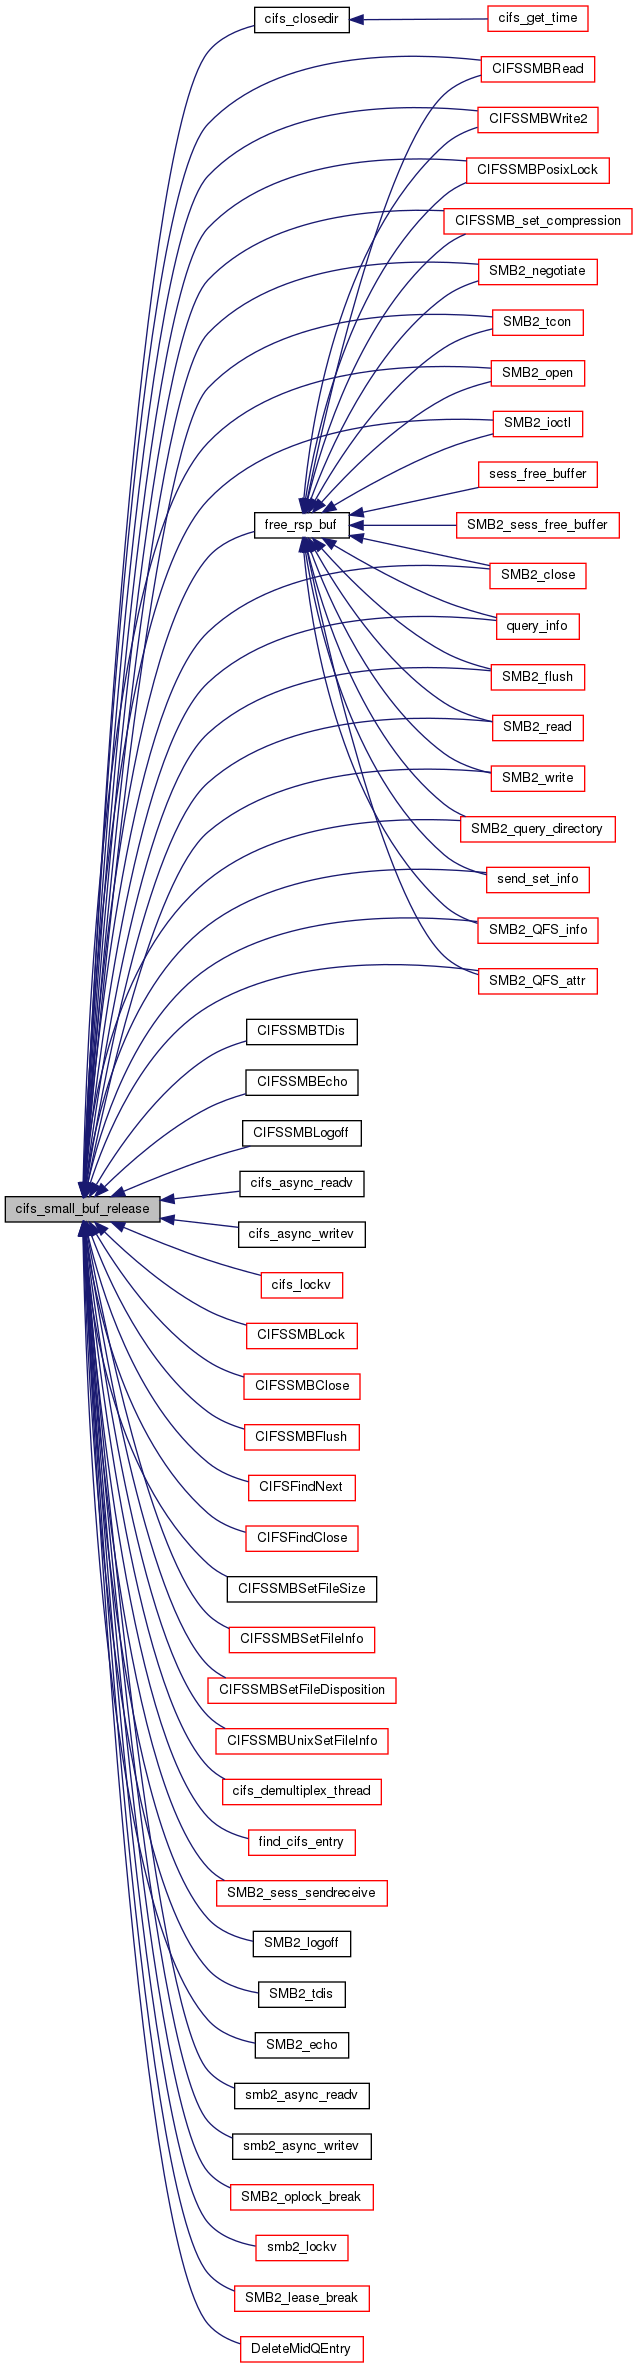 cifs_closedir
cifs_get_time
CIFSSMBRead
CIFSSMBWrite2
CIFSSMBPosixLock
CIFSSMB_set_compression
SMB2_negotiate
SMB2_tcon
SMB2_open
SMB2_ioctl
sess_free_buffer
free_rsp_buf
SMB2_sess_free_buffer
SMB2_close
query_info
SMB2_flush
SMB2_read
SMB2_write
SMB2_query_directory
send_set_info
SMB2_QFS_info
SMB2_QFS_attr
CIFSSMBTDis
CIFSSMBEcho
CIFSSMBLogoff
cifs_async_readv
cifs_small_buf_release
cifs_async_writev
cifs_lockv
CIFSSMBLock
CIFSSMBClose
CIFSSMBFlush
CIFSFindNext
CIFSFindClose
CIFSSMBSetFileSize
CIFSSMBSetFileInfo
CIFSSMBSetFileDisposition
CIFSSMBUnixSetFileInfo
cifs_demultiplex_thread
find_cifs_entry
SMB2_sess_sendreceive
SMB2_logoff
SMB2_tdis
SMB2_echo
smb2_async_readv
smb2_async_writev
SMB2_oplock_break
smb2_lockv
SMB2_lease_break
DeleteMidQEntry